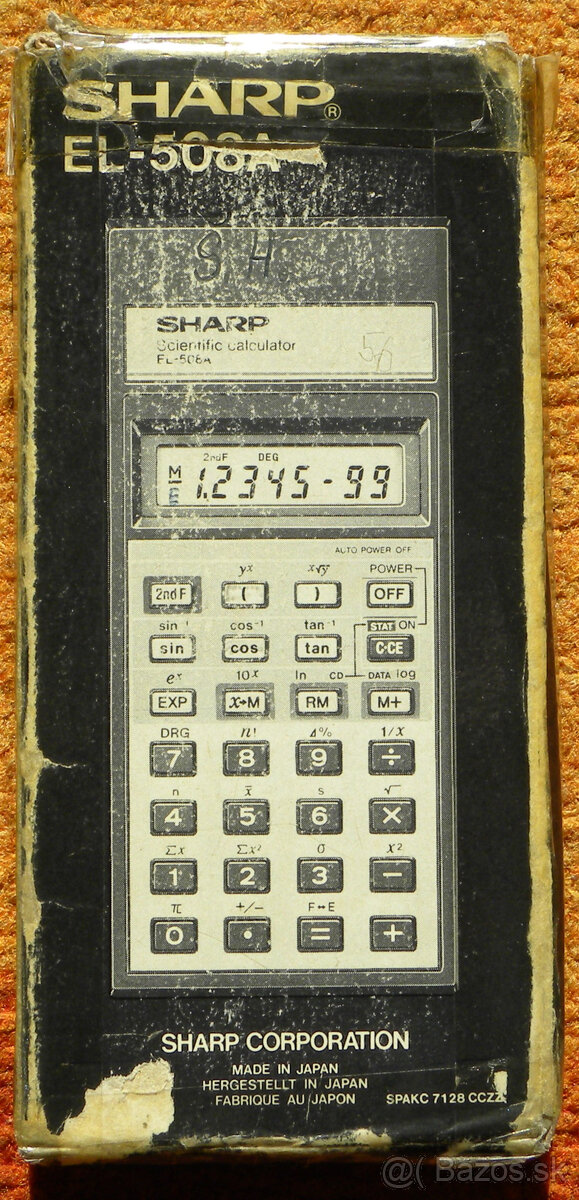 SHARP®
EL-508A
S.H.
SHARP
Scientific calculator
EL-508A
2ndF DEG
M
E 1.2345-99
AUTO POWER OFF
yˣ ˣ√y POWER
2nd F ( ) OFF
sin⁻¹ cos⁻¹ tan⁻¹ STAT ON
sin cos tan C·CE
eˣ 10ˣ ln CD DATA log
EXP X→M RM M+
DRG n! Δ% 1/X
7 8 9 ÷
n x̄ s √
4 5 6 ×
Σx Σx² σ X²
1 2 3 −
π +/− F↔E
0 • = +
SHARP CORPORATION
MADE IN JAPAN
HERGESTELLT IN JAPAN
FABRIQUE AU JAPON SPAKC 7128 CCZZ
@( Bazos.sk